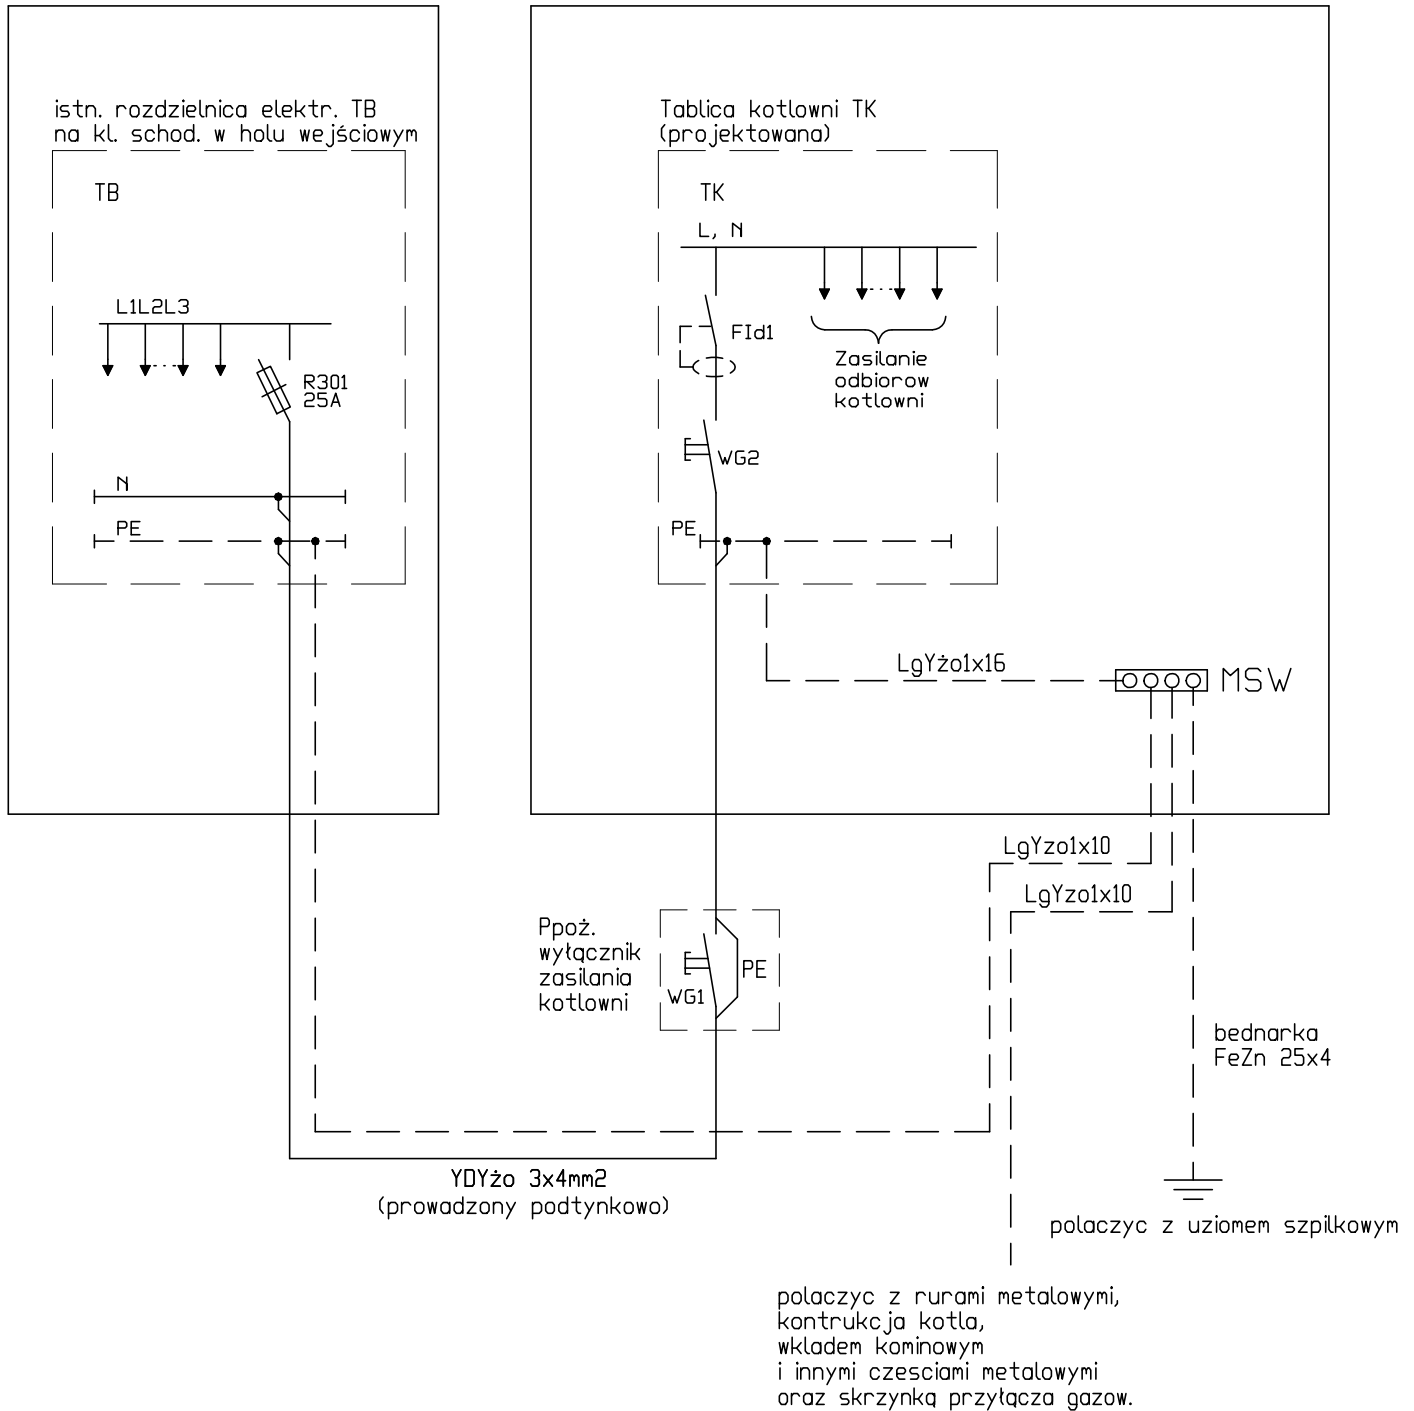 istn. rozdzielnica elektr. TB
na kl. schod. w holu wejściowym
TB
L1L2L3
R301
25A
N
PE
Tablica kotlowni TK
(projektowana)
TK
L, N
FId1
Zasilanie
odbiorow
kotlowni
WG2
PE
LgYżo1x16
MSW
LgYzo1x10
LgYzo1x10
Ppoż.
wyłącznik
zasilania
kotlowni
WG1
PE
bednarka
FeZn 25x4
YDYżo 3x4mm2
(prowadzony podtynkowo)
polaczyc z uziomem szpilkowym
polaczyc z rurami metalowymi,
kontrukcja kotla,
wkladem kominowym
i innymi czesciami metalowymi
oraz skrzynką przyłącza gazow.